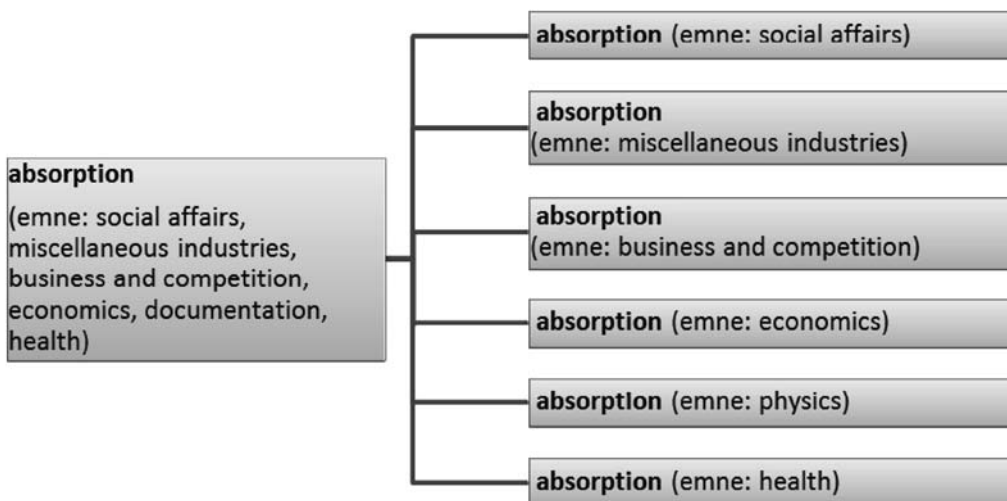 absorption
(emne: social affairs,
miscellaneous industries,
business and competition,
economics, documentation,
health)
absorption (emne: social affairs)
absorption
(emne: miscellaneous industries)
absorption
(emne: business and competition)
absorption (emne: economics)
absorption (emne: physics)
absorption (emne: health)